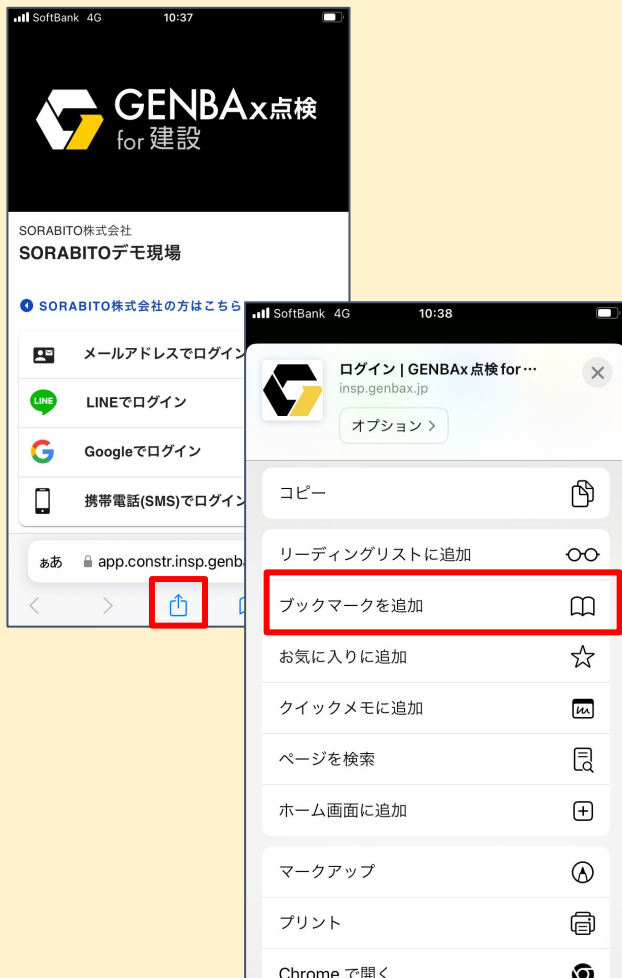 SoftBank 4G 10:37
GENBAx点検
for 建設
SORABITO株式会社
SORABITOデモ現場
SORABITO株式会社の方はこちら
メールアドレスでログイン
LINE
LINEでログイン
Googleでログイン
携帯電話(SMS)でログイン
ぁあ app.constr.insp.genba
SoftBank 4G 10:38
ログイン | GENBAx 点検 for …
insp.genbax.jp
オプション
コピー
リーディングリストに追加
ブックマークを追加
お気に入りに追加
クイックメモに追加
ページを検索
ホーム画面に追加
マークアップ
プリント
Chrome で開く